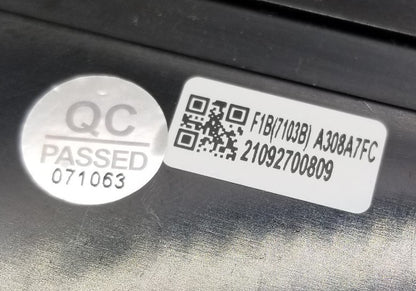 QC
PASSED
071063
F1B(7103B) A308A7FC
21092700809